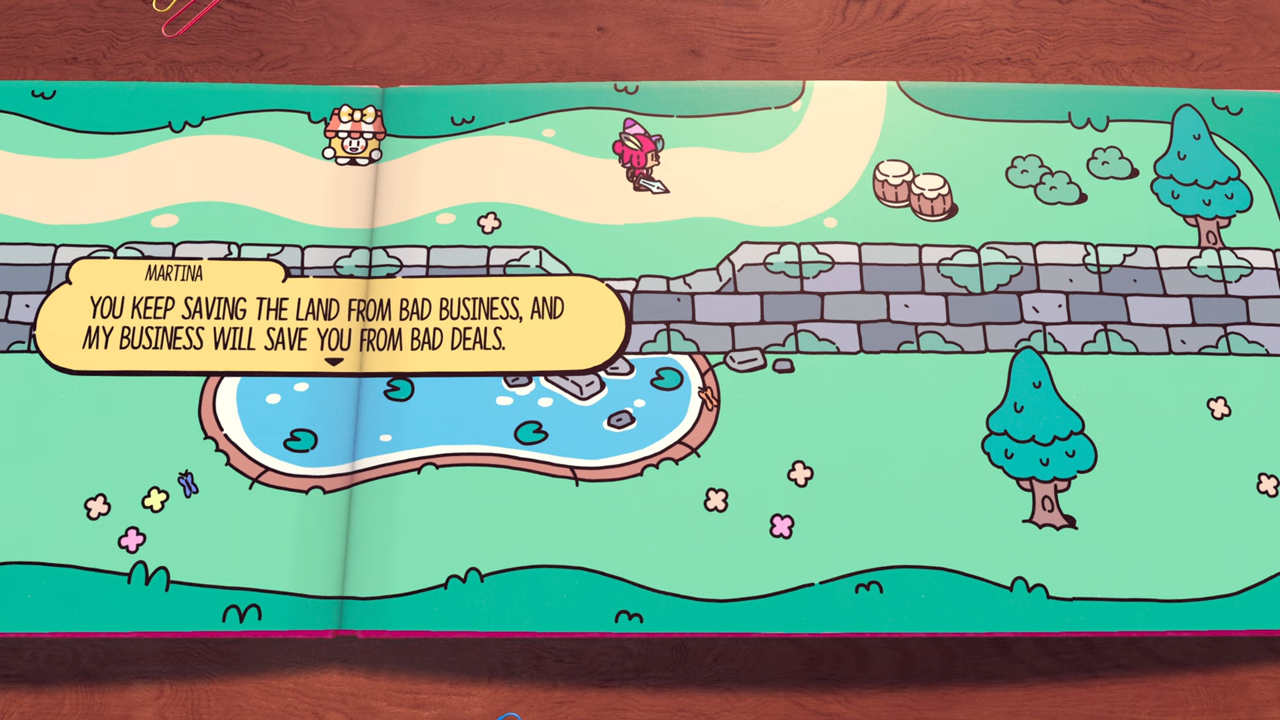 MARTINA
YOU KEEP SAVING THE LAND FROM BAD BUSINESS, AND
MY BUSINESS WILL SAVE YOU FROM BAD DEALS.